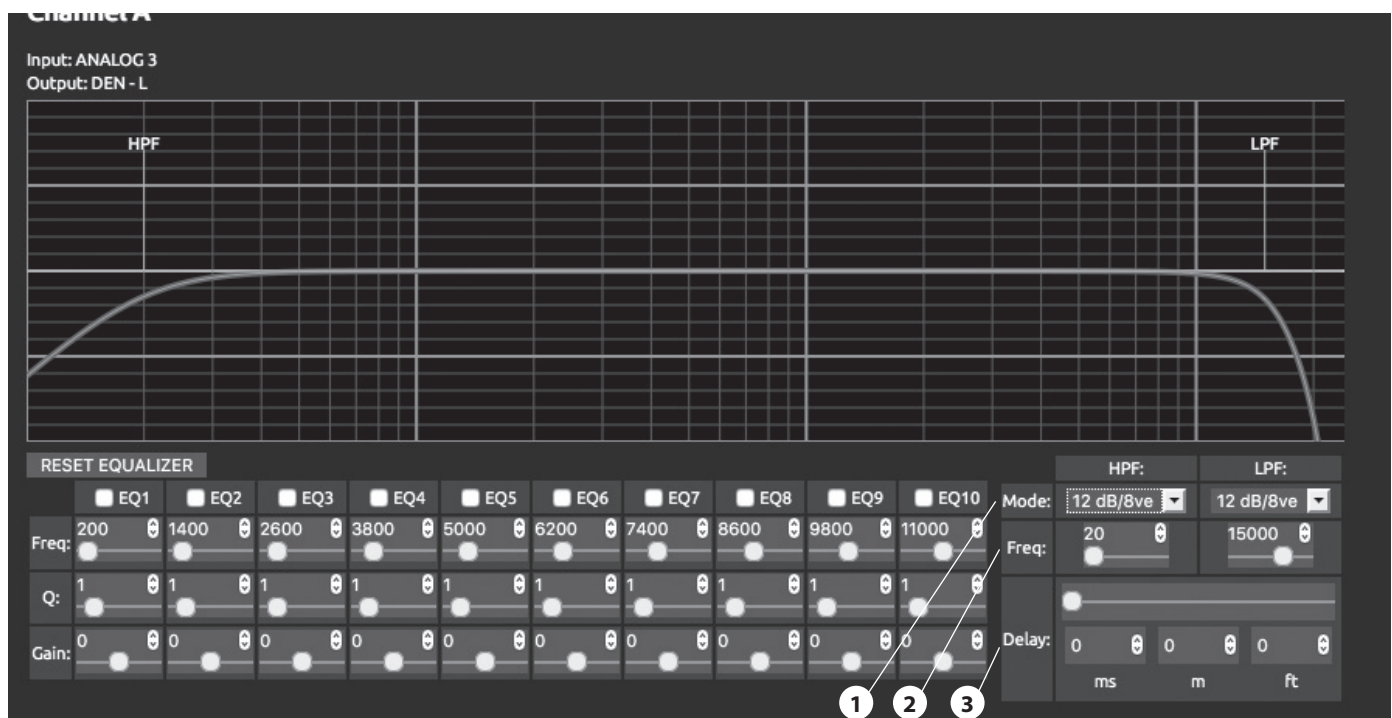 Channel A
Input: ANALOG 3
Output: DEN - L
HPF
LPF
RESET EQUALIZER
HPF: LPF:
EQ1 EQ2 EQ3 EQ4 EQ5 EQ6 EQ7 EQ8 EQ9 EQ10
Mode: 12 dB/8ve 12 dB/8ve
Freq: 200 1400 2600 3800 5000 6200 7400 8600 9800 11000
Freq: 20 15000
Q: 1 1 1 1 1 1 1 1 1 1
Gain: 0 0 0 0 0 0 0 0 0 0
Delay: 0 0 0
ms m ft
1 2 3